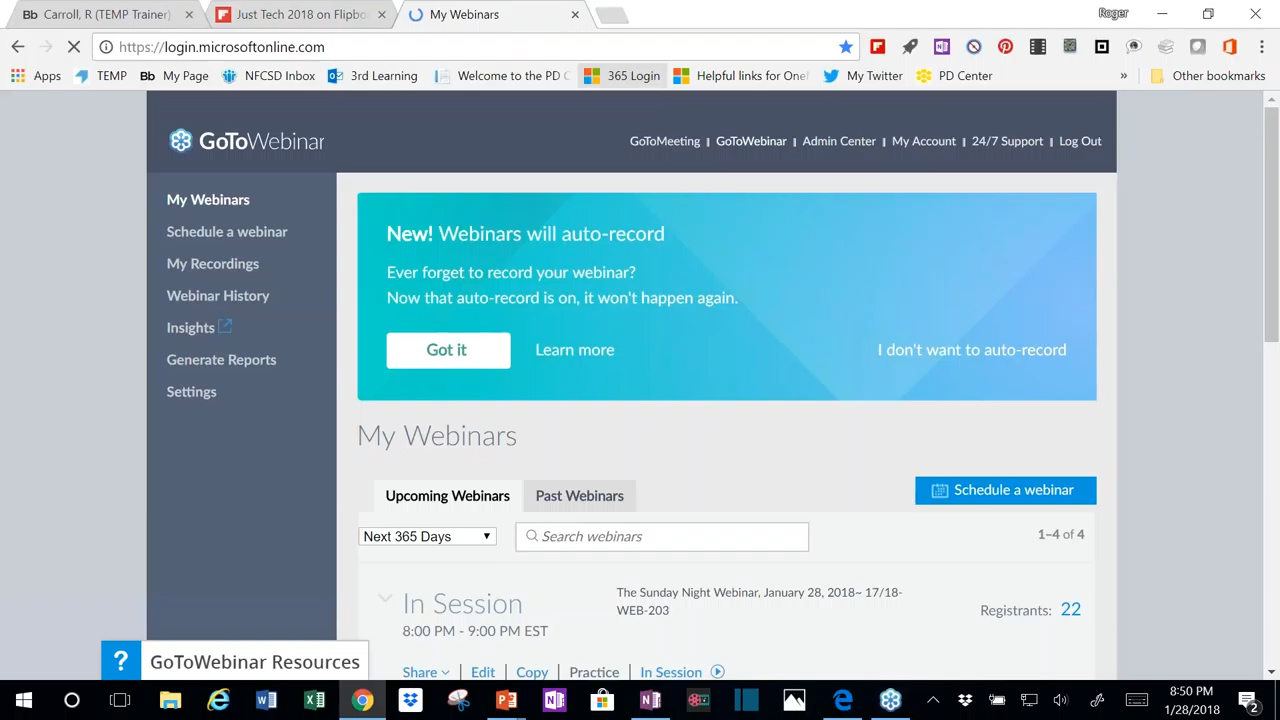 Bb Carroll, R (TEMP Trainer)
Just Tech 2018 on Flipbo
My Webinars
Roger
https://login.microsoftonline.com
Apps
TEMP
Bb My Page
NFCSD Inbox
3rd Learning
Welcome to the PD C
365 Login
Helpful links for One
My Twitter
PD Center
»
Other bookmarks
GoToWebinar
GoToMeeting | GoToWebinar | Admin Center | My Account | 24/7 Support | Log Out
My Webinars
Schedule a webinar
My Recordings
Webinar History
Insights
Generate Reports
Settings
New! Webinars will auto-record
Ever forget to record your webinar?
Now that auto-record is on, it won't happen again.
Got it
Learn more
I don't want to auto-record
My Webinars
Upcoming Webinars
Past Webinars
Schedule a webinar
Next 365 Days
Search webinars
1–4 of 4
In Session
8:00 PM - 9:00 PM EST
The Sunday Night Webinar, January 28, 2018~ 17/18-
WEB-203
Registrants: 22
Share | Edit | Copy | Practice | In Session
? GoToWebinar Resources
8:50 PM
1/28/2018
2